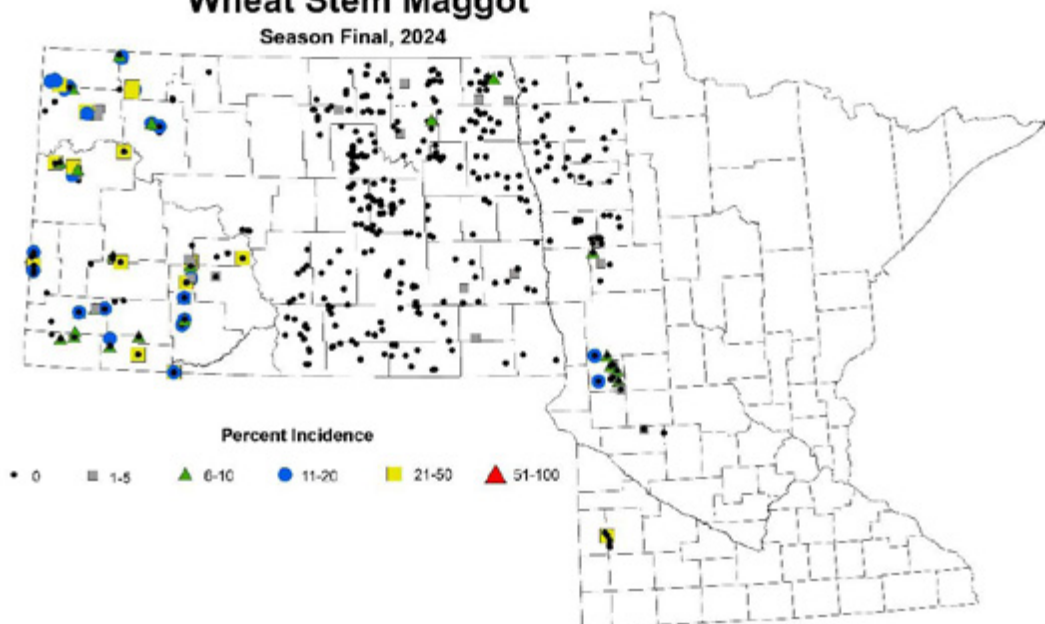 Wheat Stem Maggot
Season Final, 2024
Percent Incidence
0 1-5 6-10 11-20 21-50 51-100